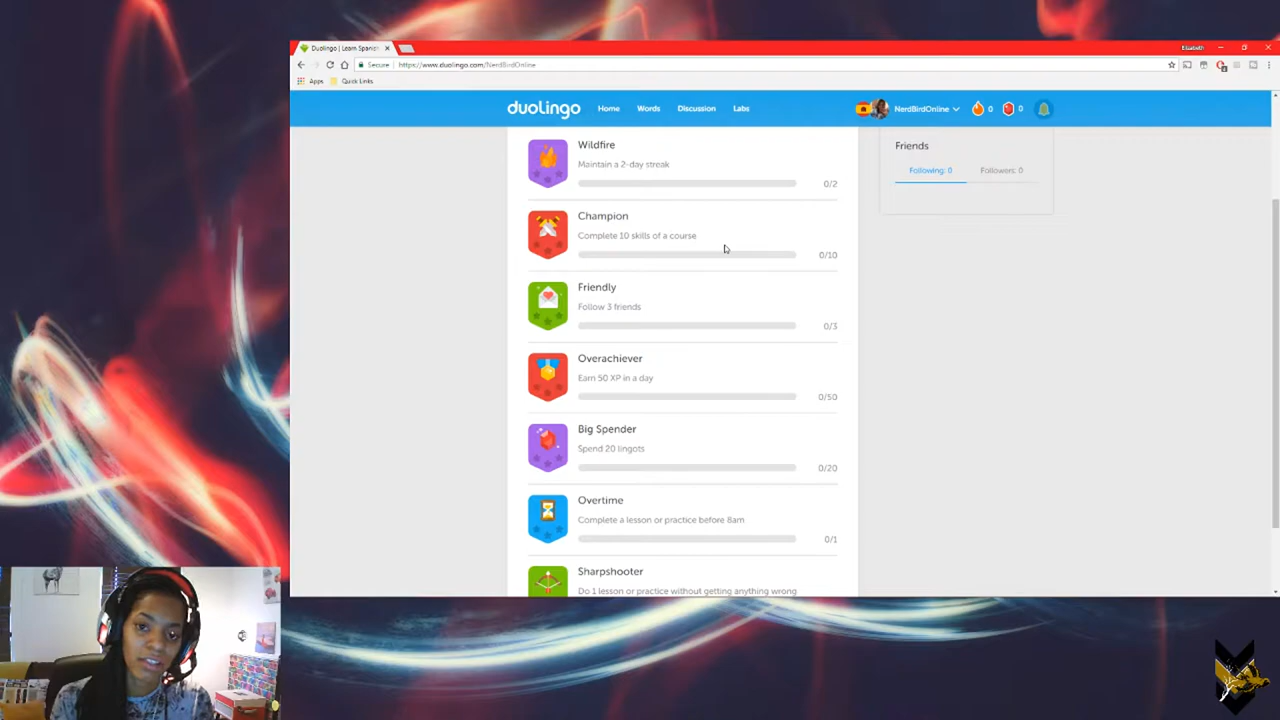 Duolingo | Learn Spanis
Elizabeth
Secure
https://www.duolingo.com/NerdBirdOnline
Apps
Quick Links
duolingo
Home
Words
Discussion
Labs
NerdBirdOnline
0
0
Wildfire
Maintain a 2-day streak
0/2
Champion
Complete 10 skills of a course
0/10
Friendly
Follow 3 friends
0/3
Overachiever
Earn 50 XP in a day
0/50
Big Spender
Spend 20 lingots
0/20
Overtime
Complete a lesson or practice before 8am
0/1
Sharpshooter
Do 1 lesson or practice without getting anything wrong
Friends
Following: 0
Followers: 0